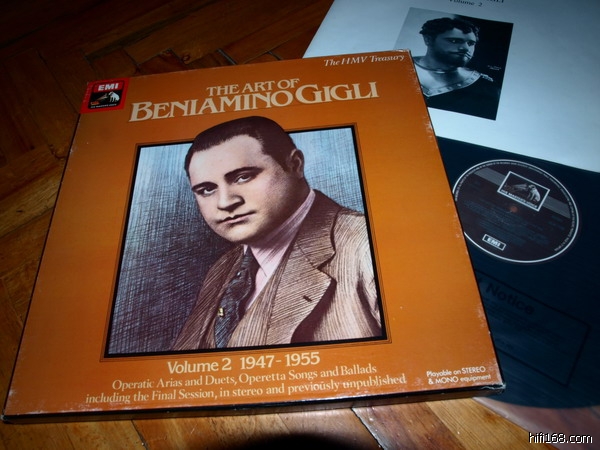 Volume 2
The HMV Treasury
EMI
THE ART OF
BENIAMINO GIGLI
Volume 2 1947-1955
Operatic Arias and Duets, Operetta Songs and Ballads
including the Final Session, in stereo and previously unpublished
Playable on STEREO
& MONO equipment
EMI
Notice
hifi168.com